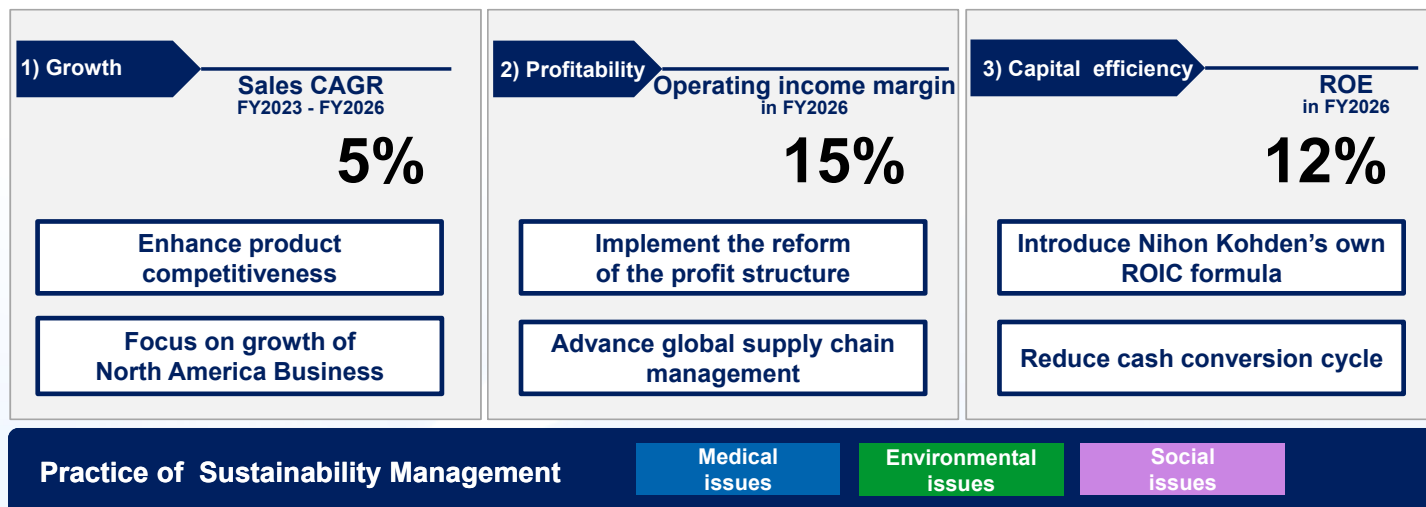 1) Growth
Sales CAGR
FY2023 - FY2026
5%
Enhance product
competitiveness
Focus on growth of
North America Business
2) Profitability
Operating income margin
in FY2026
15%
Implement the reform
of the profit structure
Advance global supply chain
management
3) Capital efficiency
ROE
in FY2026
12%
Introduce Nihon Kohden's own
ROIC formula
Reduce cash conversion cycle
Practice of Sustainability Management
Medical
issues
Environmental
issues
Social
issues